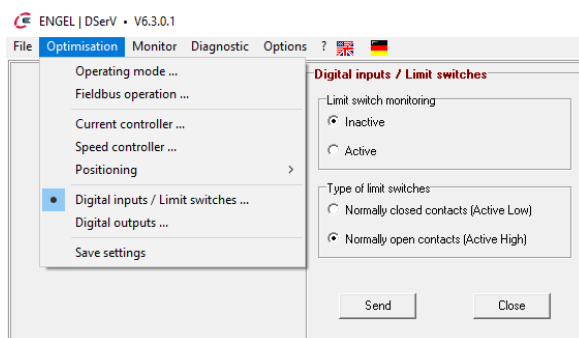 ENGEL | DServ • V6.3.0.1
File Optimisation Monitor Diagnostic Options ?
Operating mode ...
Fieldbus operation ...
Current controller ...
Speed controller ...
Positioning >
Digital inputs / Limit switches ...
Digital outputs ...
Save settings
Digital inputs / Limit switches
Limit switch monitoring
Inactive
Active
Type of limit switches
Normally closed contacts (Active Low)
Normally open contacts (Active High)
Send Close